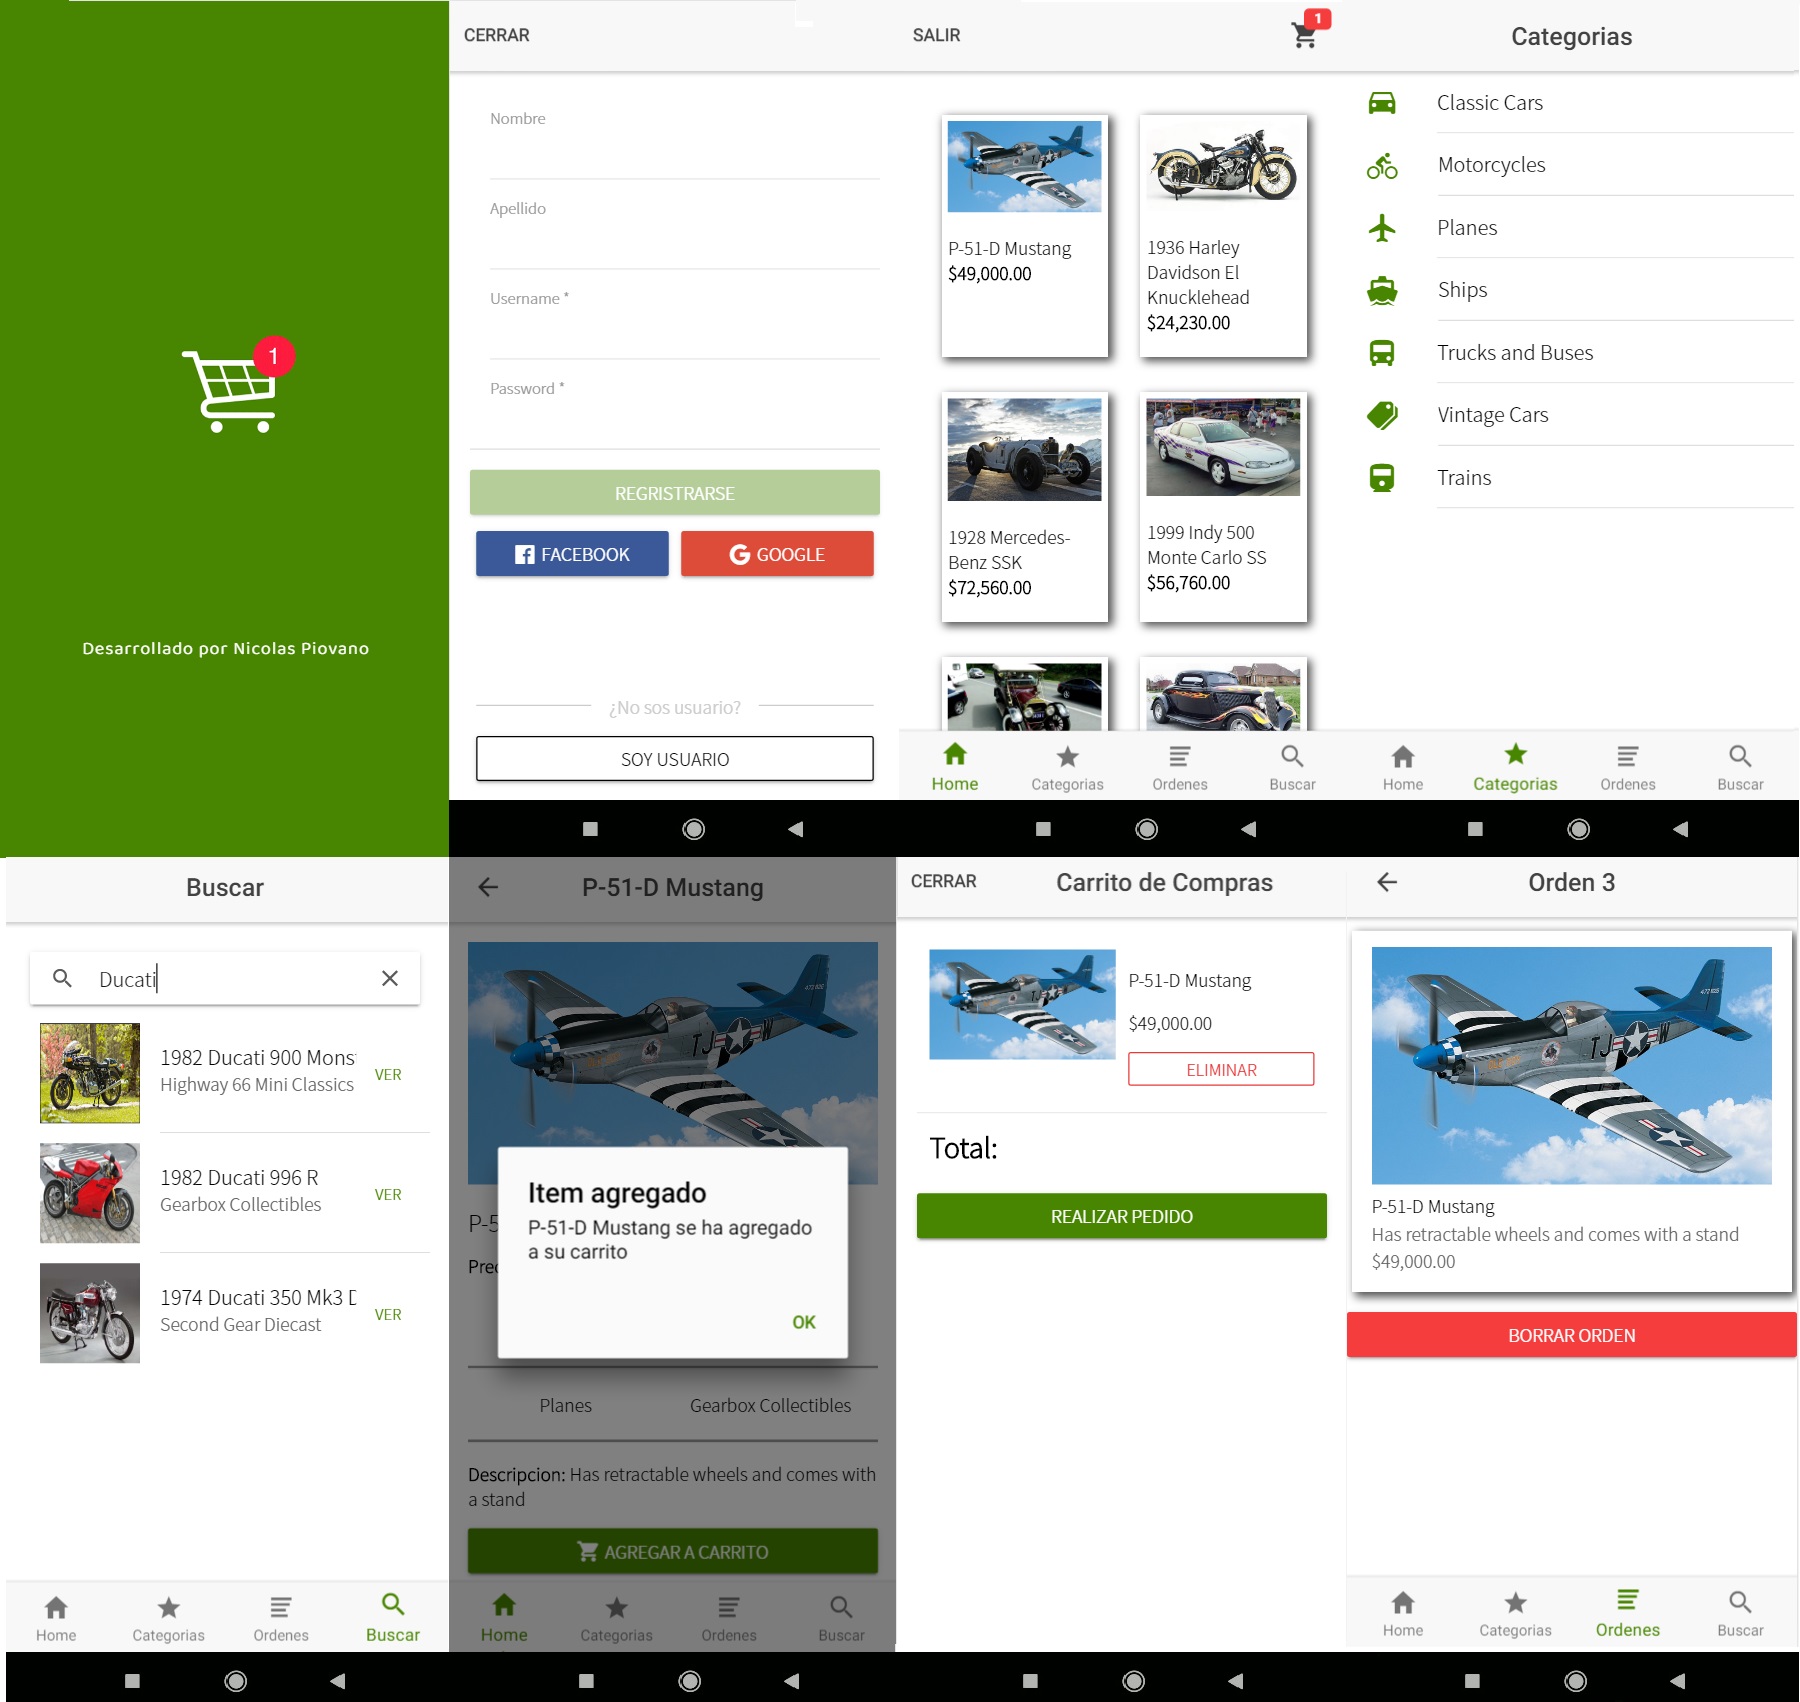 1
Desarrollado por Nicolas Piovano
CERRAR
Nombre
Apellido
Username *
Password *
REGRISTRARSE
FACEBOOK
GOOGLE
¿No sos usuario?
SOY USUARIO
SALIR
1
P-51-D Mustang
$49,000.00
1936 Harley
Davidson El
Knucklehead
$24,230.00
1928 Mercedes-
Benz SSK
$72,560.00
1999 Indy 500
Monte Carlo SS
$56,760.00
Home
Categorias
Ordenes
Buscar
Categorias
Classic Cars
Motorcycles
Planes
Ships
Trucks and Buses
Vintage Cars
Trains
Home
Categorias
Ordenes
Buscar
Buscar
Ducati
1982 Ducati 900 Mons
Highway 66 Mini Classics
VER
1982 Ducati 996 R
Gearbox Collectibles
VER
1974 Ducati 350 Mk3 D
Second Gear Diecast
VER
Home
Categorias
Ordenes
Buscar
P-51-D Mustang
TJ W
P-5
Prec
Item agregado
P-51-D Mustang se ha agregado
a su carrito
OK
Planes
Gearbox Collectibles
Descripcion: Has retractable wheels and comes with
a stand
AGREGAR A CARRITO
Home
Categorias
Ordenes
Buscar
CERRAR
Carrito de Compras
P-51-D Mustang
$49,000.00
ELIMINAR
Total:
REALIZAR PEDIDO
Orden 3
TJ W
P-51-D Mustang
Has retractable wheels and comes with a stand
$49,000.00
BORRAR ORDEN
Home
Categorias
Ordenes
Buscar